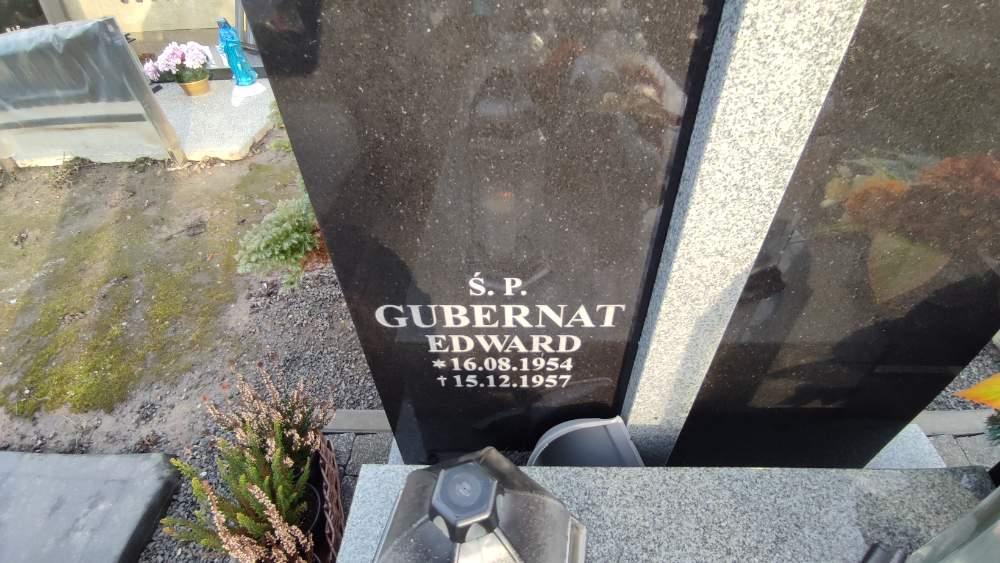 Ś. P.
GUBERNAT
EDWARD
*16.08.1954
†15.12.1957